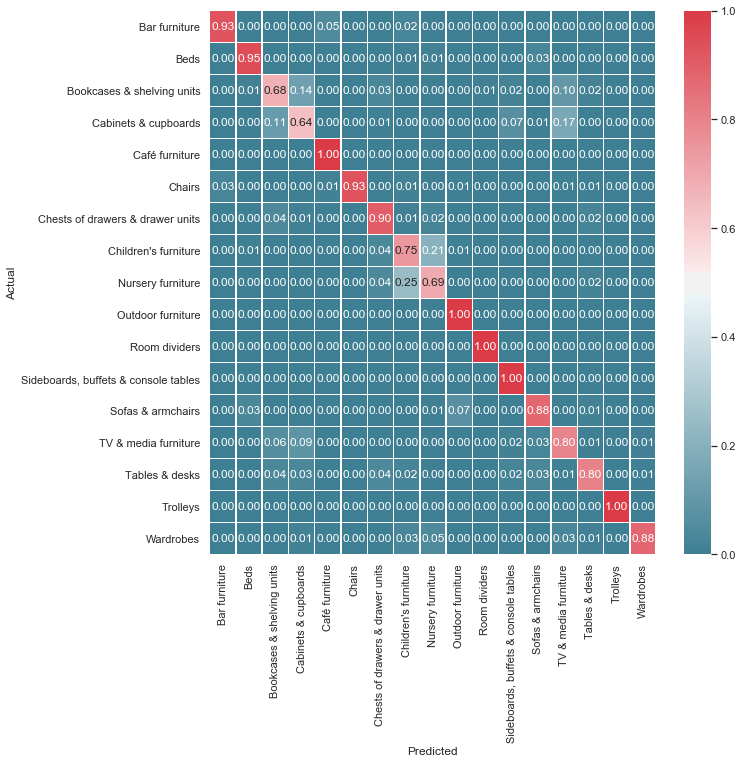 Bar furniture 0.93 0.00 0.00 0.00 0.05 0.00 0.00 0.02 0.00 0.00 0.00 0.00 0.00 0.00 0.00 0.00 0.00
Beds 0.00 0.95 0.00 0.00 0.00 0.00 0.00 0.01 0.01 0.00 0.00 0.00 0.03 0.00 0.00 0.00 0.00
Bookcases & shelving units 0.00 0.01 0.68 0.14 0.00 0.00 0.03 0.00 0.00 0.00 0.01 0.02 0.00 0.10 0.02 0.00 0.00
Cabinets & cupboards 0.00 0.00 0.11 0.64 0.00 0.00 0.01 0.00 0.00 0.00 0.00 0.07 0.01 0.17 0.00 0.00 0.00
Café furniture 0.00 0.00 0.00 0.00 1.00 0.00 0.00 0.00 0.00 0.00 0.00 0.00 0.00 0.00 0.00 0.00 0.00
Chairs 0.03 0.00 0.00 0.00 0.01 0.93 0.00 0.01 0.00 0.01 0.00 0.00 0.00 0.01 0.01 0.00 0.00
Chests of drawers & drawer units 0.00 0.00 0.04 0.01 0.00 0.00 0.90 0.01 0.02 0.00 0.00 0.00 0.00 0.00 0.02 0.00 0.00
Children's furniture 0.00 0.01 0.00 0.00 0.00 0.00 0.04 0.75 0.21 0.01 0.00 0.00 0.00 0.00 0.00 0.00 0.00
Nursery furniture 0.00 0.00 0.00 0.00 0.00 0.00 0.04 0.25 0.69 0.00 0.00 0.00 0.00 0.00 0.02 0.00 0.00
Outdoor furniture 0.00 0.00 0.00 0.00 0.00 0.00 0.00 0.00 0.00 1.00 0.00 0.00 0.00 0.00 0.00 0.00 0.00
Room dividers 0.00 0.00 0.00 0.00 0.00 0.00 0.00 0.00 0.00 0.00 1.00 0.00 0.00 0.00 0.00 0.00 0.00
Sideboards, buffets & console tables 0.00 0.00 0.00 0.00 0.00 0.00 0.00 0.00 0.00 0.00 0.00 1.00 0.00 0.00 0.00 0.00 0.00
Sofas & armchairs 0.00 0.03 0.00 0.00 0.00 0.00 0.00 0.00 0.01 0.07 0.00 0.00 0.88 0.00 0.01 0.00 0.00
TV & media furniture 0.00 0.00 0.06 0.09 0.00 0.00 0.00 0.00 0.00 0.00 0.00 0.02 0.03 0.80 0.01 0.00 0.01
Tables & desks 0.00 0.00 0.04 0.03 0.00 0.00 0.04 0.02 0.00 0.00 0.00 0.02 0.03 0.01 0.80 0.00 0.01
Trolleys 0.00 0.00 0.00 0.00 0.00 0.00 0.00 0.00 0.00 0.00 0.00 0.00 0.00 0.00 0.00 1.00 0.00
Wardrobes 0.00 0.00 0.00 0.01 0.00 0.00 0.00 0.03 0.05 0.00 0.00 0.00 0.00 0.03 0.01 0.00 0.88
Actual
Bar furniture
Beds
Bookcases & shelving units
Cabinets & cupboards
Café furniture
Chairs
Chests of drawers & drawer units
Children's furniture
Nursery furniture
Outdoor furniture
Room dividers
Sideboards, buffets & console tables
Sofas & armchairs
TV & media furniture
Tables & desks
Trolleys
Wardrobes
Predicted
1.0
0.8
0.6
0.4
0.2
0.0